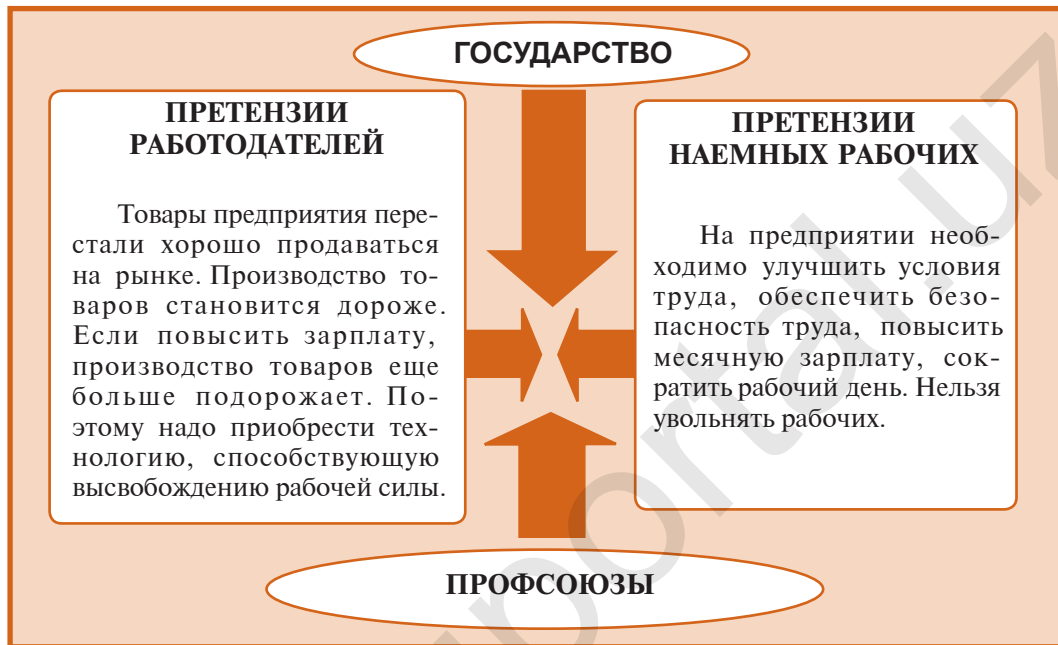 ГОСУДАРСТВО
ПРЕТЕНЗИИ
РАБОТОДАТЕЛЕЙ
Товары предприятия пере-
стали хорошо продаваться
на рынке. Производство то-
варов становится дороже.
Если повысить зарплату,
производство товаров еще
больше подорожает. По-
этому надо приобрести тех-
нологию, способствующую
высвобождению рабочей силы.
ПРЕТЕНЗИИ
НАЕМНЫХ РАБОЧИХ
На предприятии необ-
ходимо улучшить условия
труда, обеспечить безо-
пасность труда, повысить
месячную зарплату, сок-
ратить рабочий день. Нельзя
увольнять рабочих.
ПРОФСОЮЗЫ
portal.uz